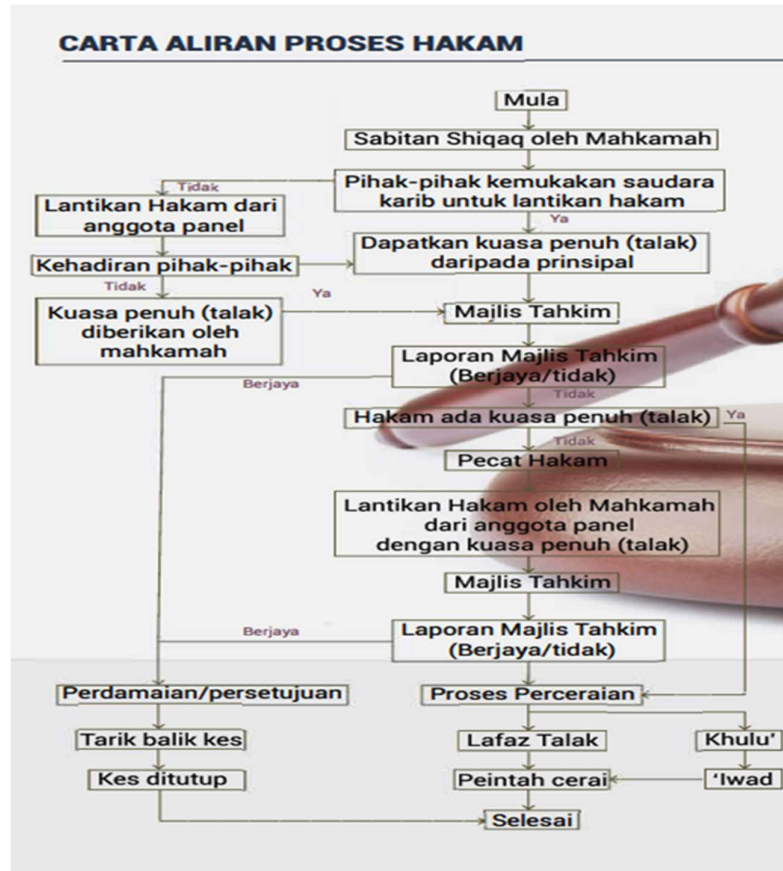 CARTA ALIRAN PROSES HAKAM
Mula
Sabitan Shiqaq oleh Mahkamah
Tidak
Pihak-pihak kemukakan saudara
karib untuk lantikan hakam
Lantikan Hakam dari
anggota panel
Ya
Dapatkan kuasa penuh (talak)
daripada prinsipal
Kehadiran pihak-pihak
Tidak
Kuasa penuh (talak)
diberikan oleh
mahkamah
Ya
Majlis Tahkim
Laporan Majlis Tahkim
(Berjaya/tidak)
Berjaya
Tidak
Hakam ada kuasa penuh (talak)
Ya
Tidak
Pecat Hakam
Lantikan Hakam oleh Mahkamah
dari anggota panel
dengan kuasa penuh (talak)
Majlis Tahkim
Berjaya
Laporan Majlis Tahkim
(Berjaya/tidak)
Perdamaian/persetujuan
Proses Perceraian
Tarik balik kes
Lafaz Talak
Khulu'
Kes ditutup
Peintah cerai
'Iwad
Selesai